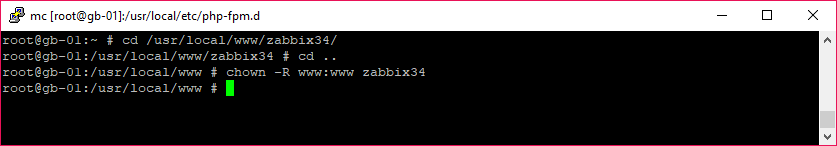 mc [root@gb-01]:/usr/local/etc/php-fpm.d
root@gb-01:~ # cd /usr/local/www/zabbix34/
root@gb-01:/usr/local/www/zabbix34 # cd ..
root@gb-01:/usr/local/www # chown -R www:www zabbix34
root@gb-01:/usr/local/www #